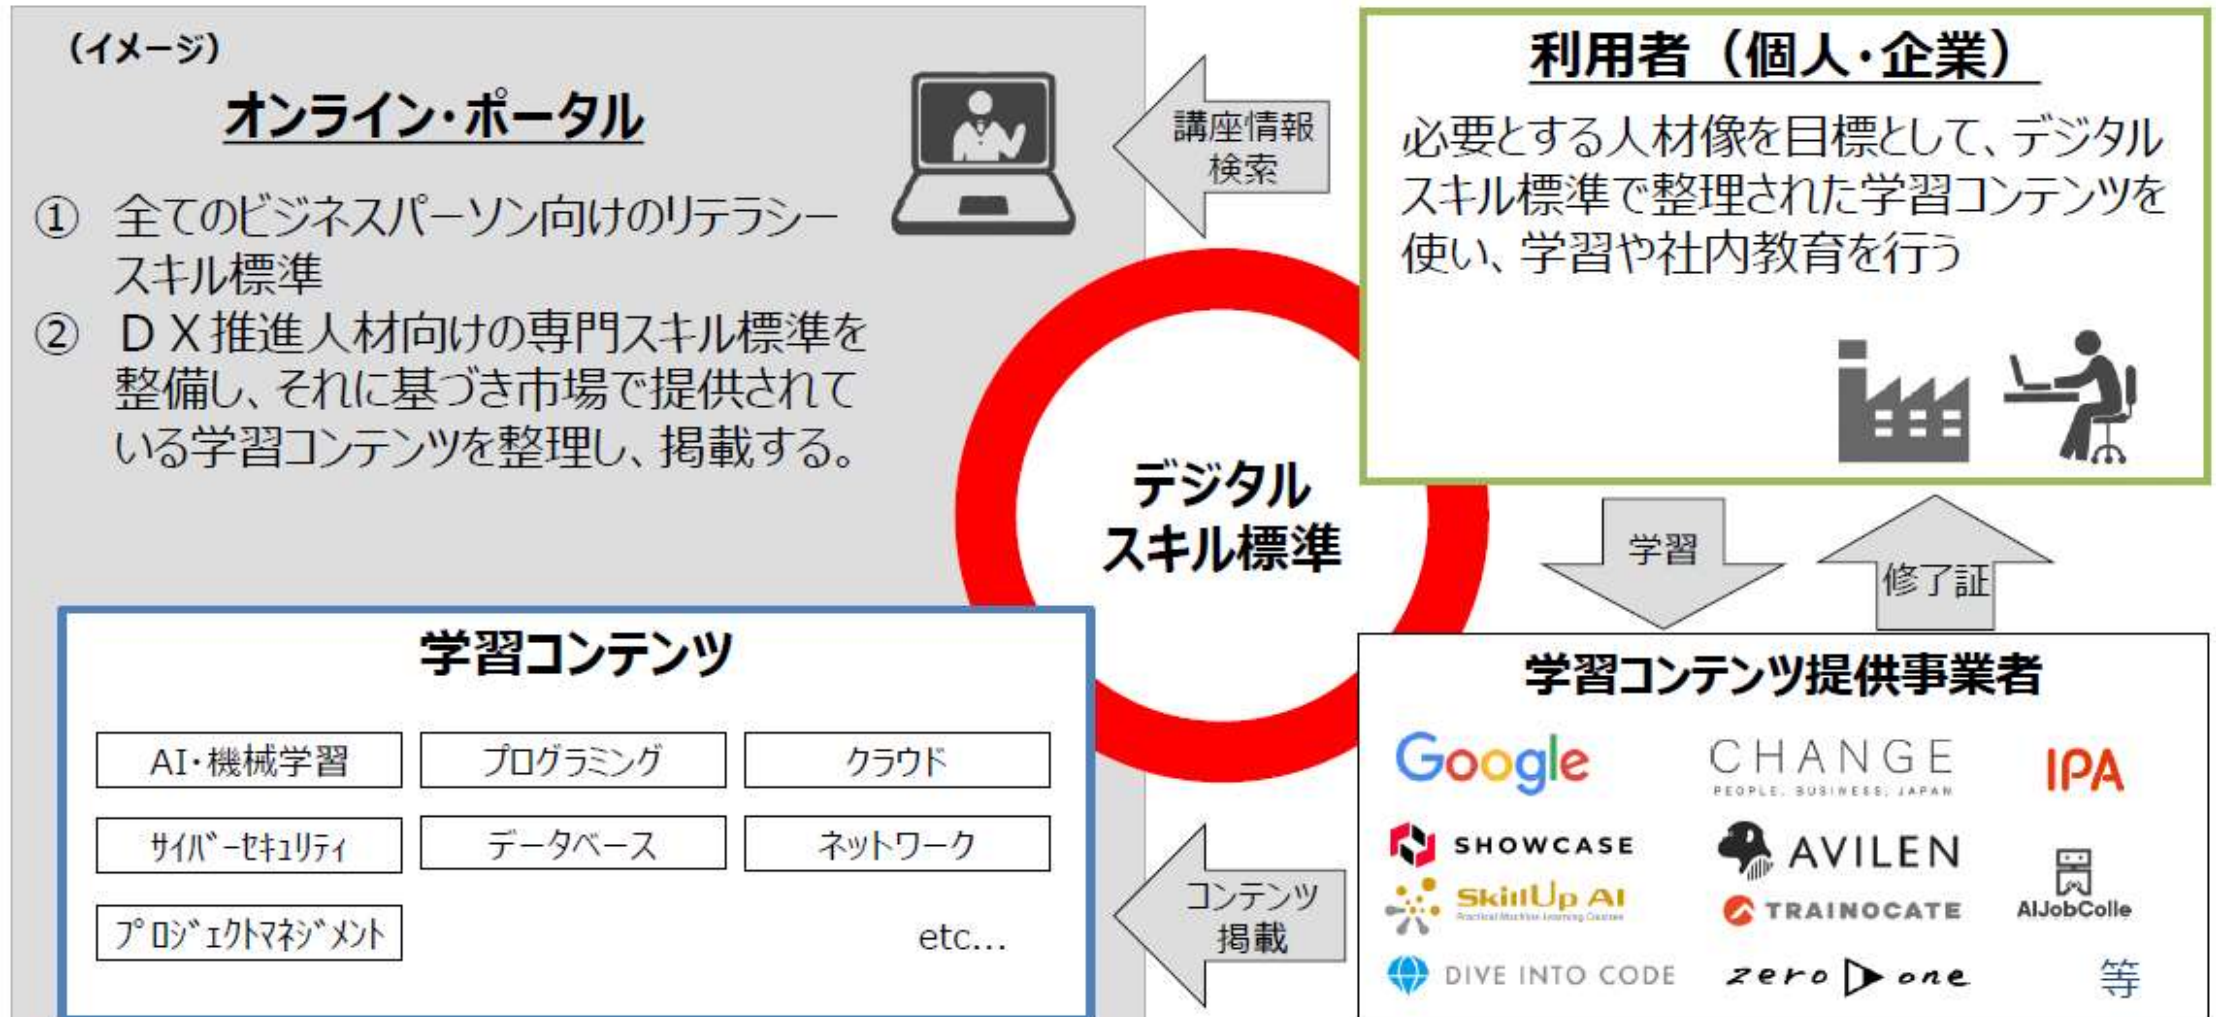 （イメージ）
オンライン・ポータル
① 全てのビジネスパーソン向けのリテラシー
スキル標準
② ＤＸ推進人材向けの専門スキル標準を
整備し、それに基づき市場で提供されて
いる学習コンテンツを整理し、掲載する。
講座情報
検索
利用者（個人・企業）
必要とする人材像を目標として、デジタル
スキル標準で整理された学習コンテンツを
使い、学習や社内教育を行う
デジタル
スキル標準
学習
修了証
学習コンテンツ
AI・機械学習
プログラミング
クラウド
ｻｲﾊﾞｰｾｷｭﾘﾃｨ
データベース
ネットワーク
ﾌﾟﾛｼﾞｪｸﾄﾏﾈｼﾞﾒﾝﾄ
etc…
コンテンツ
掲載
学習コンテンツ提供事業者
Google
CHANGE
PEOPLE, BUSINESS, JAPAN
IPA
SHOWCASE
AVILEN
SkillUp AI
Practical Machine Learning Courses
TRAINOCATE
AIJobColle
DIVE INTO CODE
zero one
等